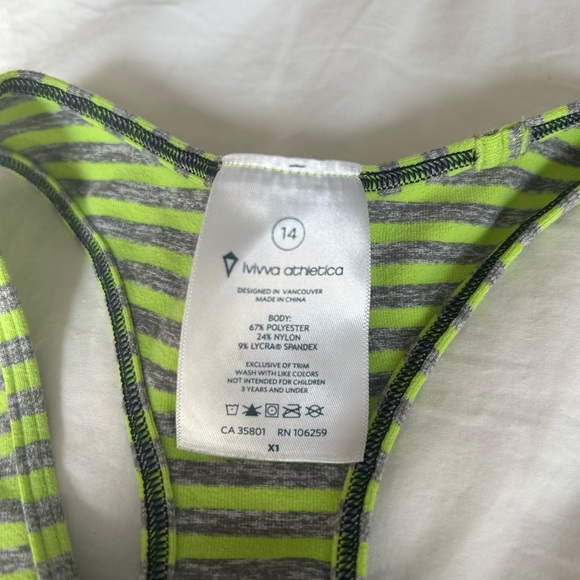 14
ivivva athletica
DESIGNED IN VANCOUVER
MADE IN CHINA
BODY:
67% POLYESTER
24% NYLON
9% LYCRA® SPANDEX
EXCLUSIVE OF TRIM
WASH WITH LIKE COLORS
NOT INTENDED FOR CHILDREN
3 YEARS AND UNDER
CA 35801 RN 106259
X1